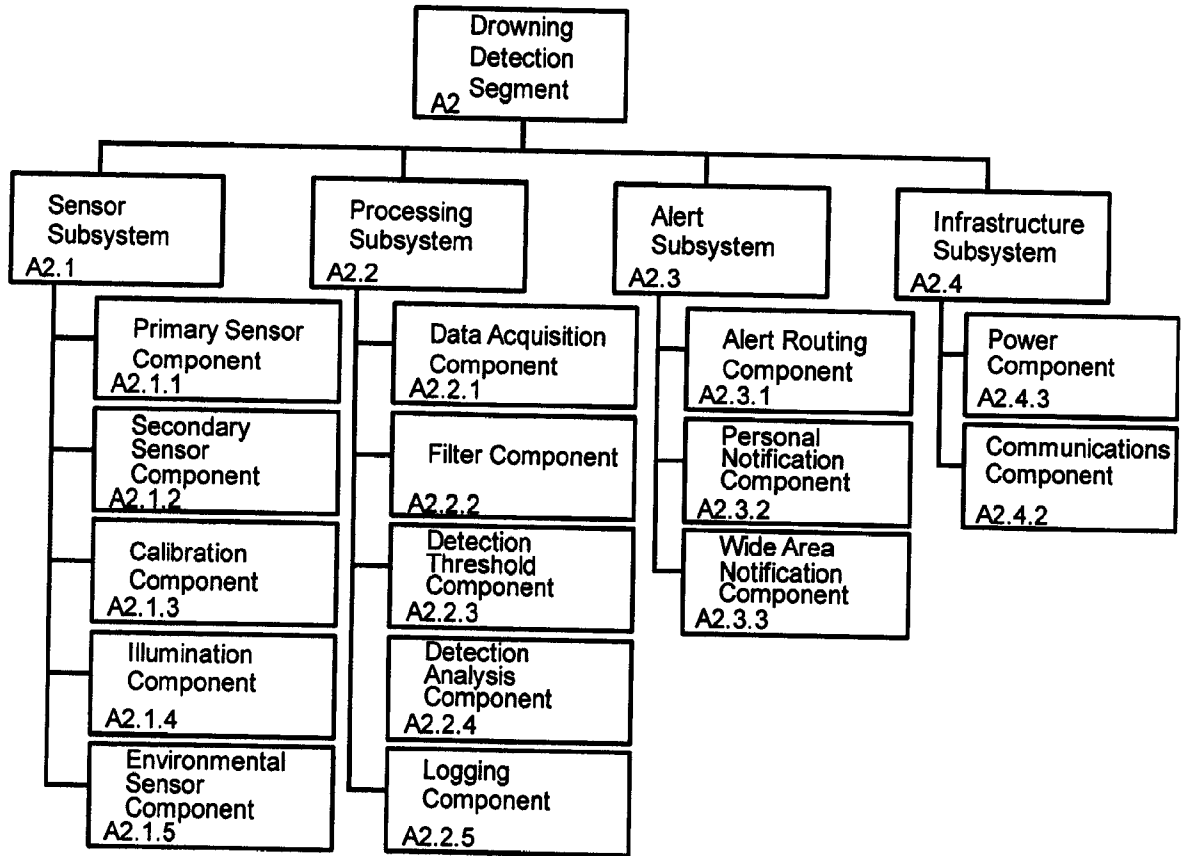 Drowning
Detection
Segment
A2
Sensor
Subsystem
A2.1
Primary Sensor
Component
A2.1.1
Secondary
Sensor
Component
A2.1.2
Calibration
Component
A2.1.3
Illumination
Component
A2.1.4
Environmental
Sensor
Component
A2.1.5
Processing
Subsystem
A2.2
Data Acquisition
Component
A2.2.1
Filter Component
A2.2.2
Detection
Threshold
Component
A2.2.3
Detection
Analysis
Component
A2.2.4
Logging
Component
A2.2.5
Alert
Subsystem
A2.3
Alert Routing
Component
A2.3.1
Personal
Notification
Component
A2.3.2
Wide Area
Notification
Component
A2.3.3
Infrastructure
Subsystem
A2.4
Power
Component
A2.4.3
Communications
Component
A2.4.2